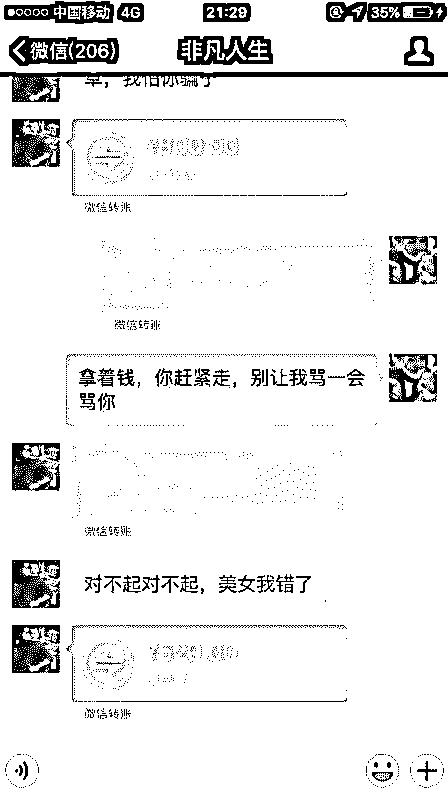 中国移动 4G 21:29 35%
微信(206) 非凡人生
草，我怕你骗子
微信转账
微信转账
拿着钱，你赶紧走，别让我骂一会
骂你
微信转账
对不起对不起，美女我错了
微信转账